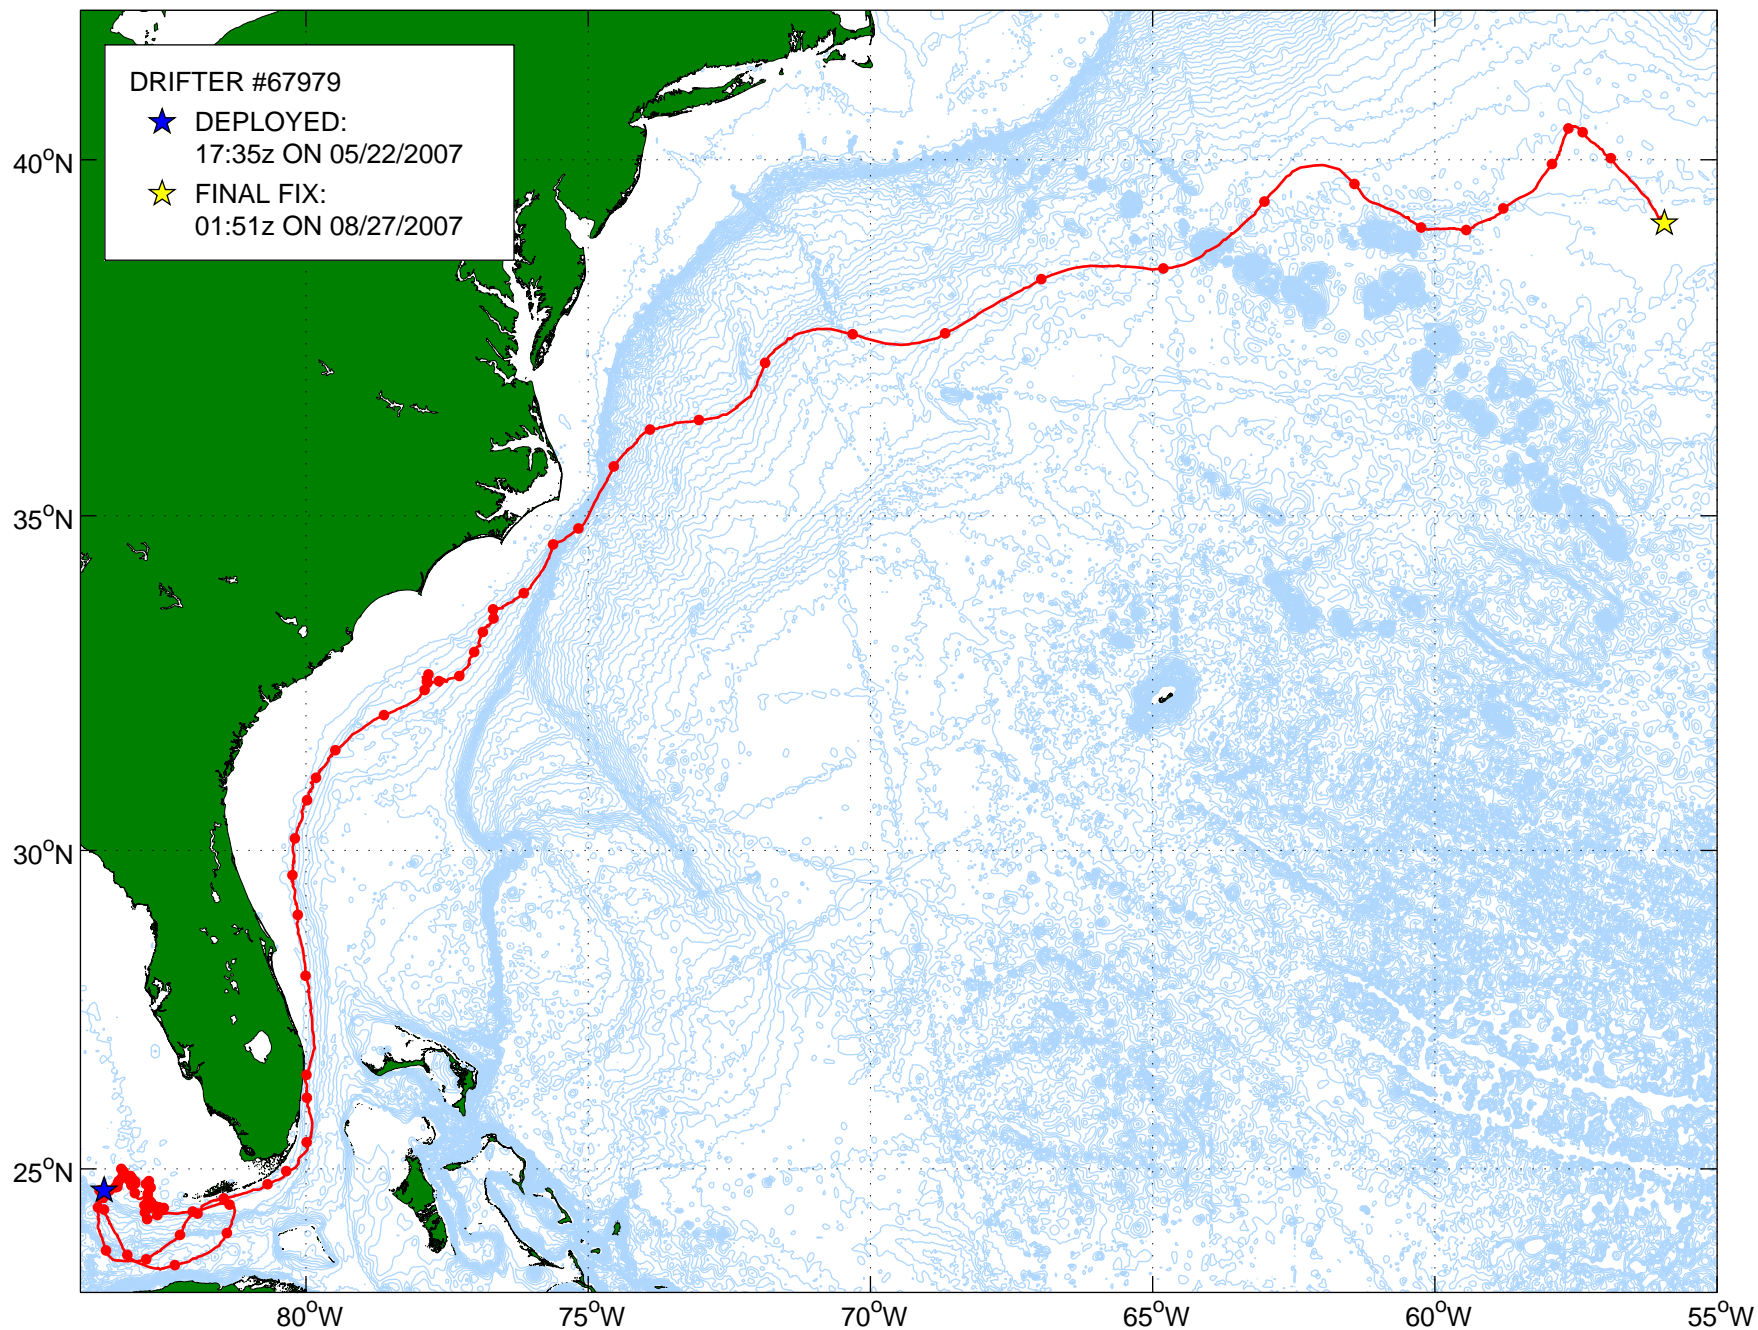 DRIFTER #67979
DEPLOYED:
17:35z ON 05/22/2007
FINAL FIX:
01:51z ON 08/27/2007
40°N
35°N
30°N
25°N
80°W 75°W 70°W 65°W 60°W 55°W